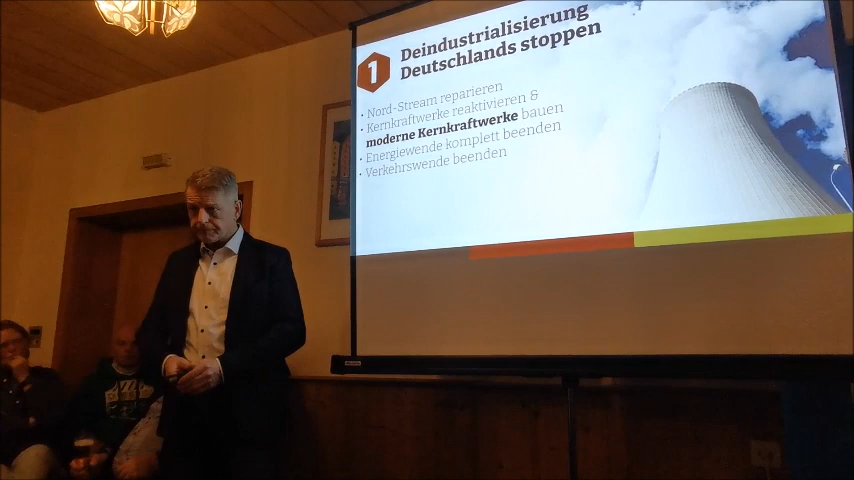 1
Deindustrialisierung
Deutschlands stoppen
• Nord-Stream reparieren
• Kernkraftwerke reaktivieren &
moderne Kernkraftwerke bauen
• Energiewende komplett beenden
• Verkehrswende beenden